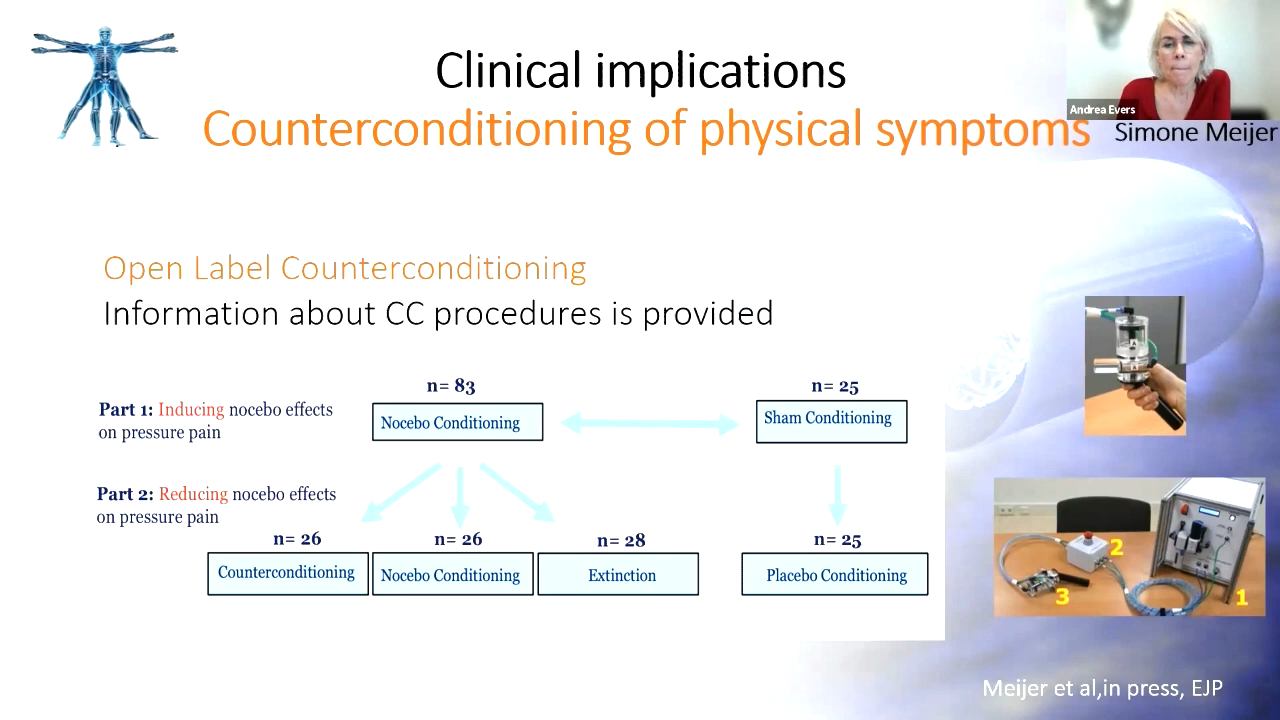 Clinical implications
Counterconditioning of physical symptoms
Andrea Evers
Simone Meijer
Open Label Counterconditioning
Information about CC procedures is provided
n= 83
n= 25
Part 1: Inducing nocebo effects
on pressure pain
Nocebo Conditioning
Sham Conditioning
Part 2: Reducing nocebo effects
on pressure pain
n= 26
n= 26
n= 28
n= 25
Counterconditioning
Nocebo Conditioning
Extinction
Placebo Conditioning
A
1
2
3
Meijer et al,in press, EJP